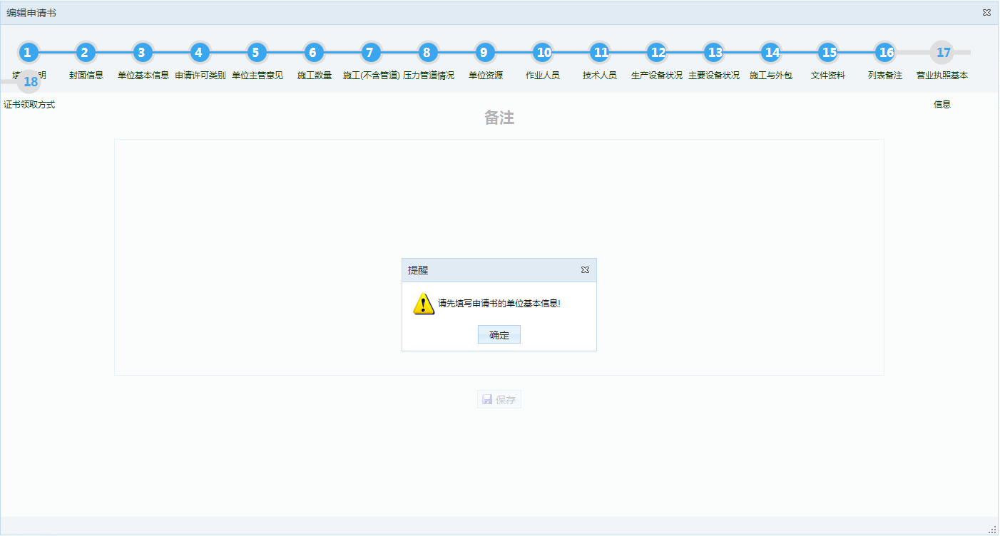 编辑申请书
1 2 3 4 5 6 7 8 9 10 11 12 13 14 15 16 17
封面信息 单位基本信息 申请许可类别 单位主管意见 施工数量 施工(不含管道) 压力管道情况 单位资源 作业人员 技术人员 生产设备状况 主要设备状况 施工与外包 文件资料 列表备注 营业执照基本
18
证书领取方式 信息
备注
提醒
请先填写申请书的单位基本信息!
确定
保存